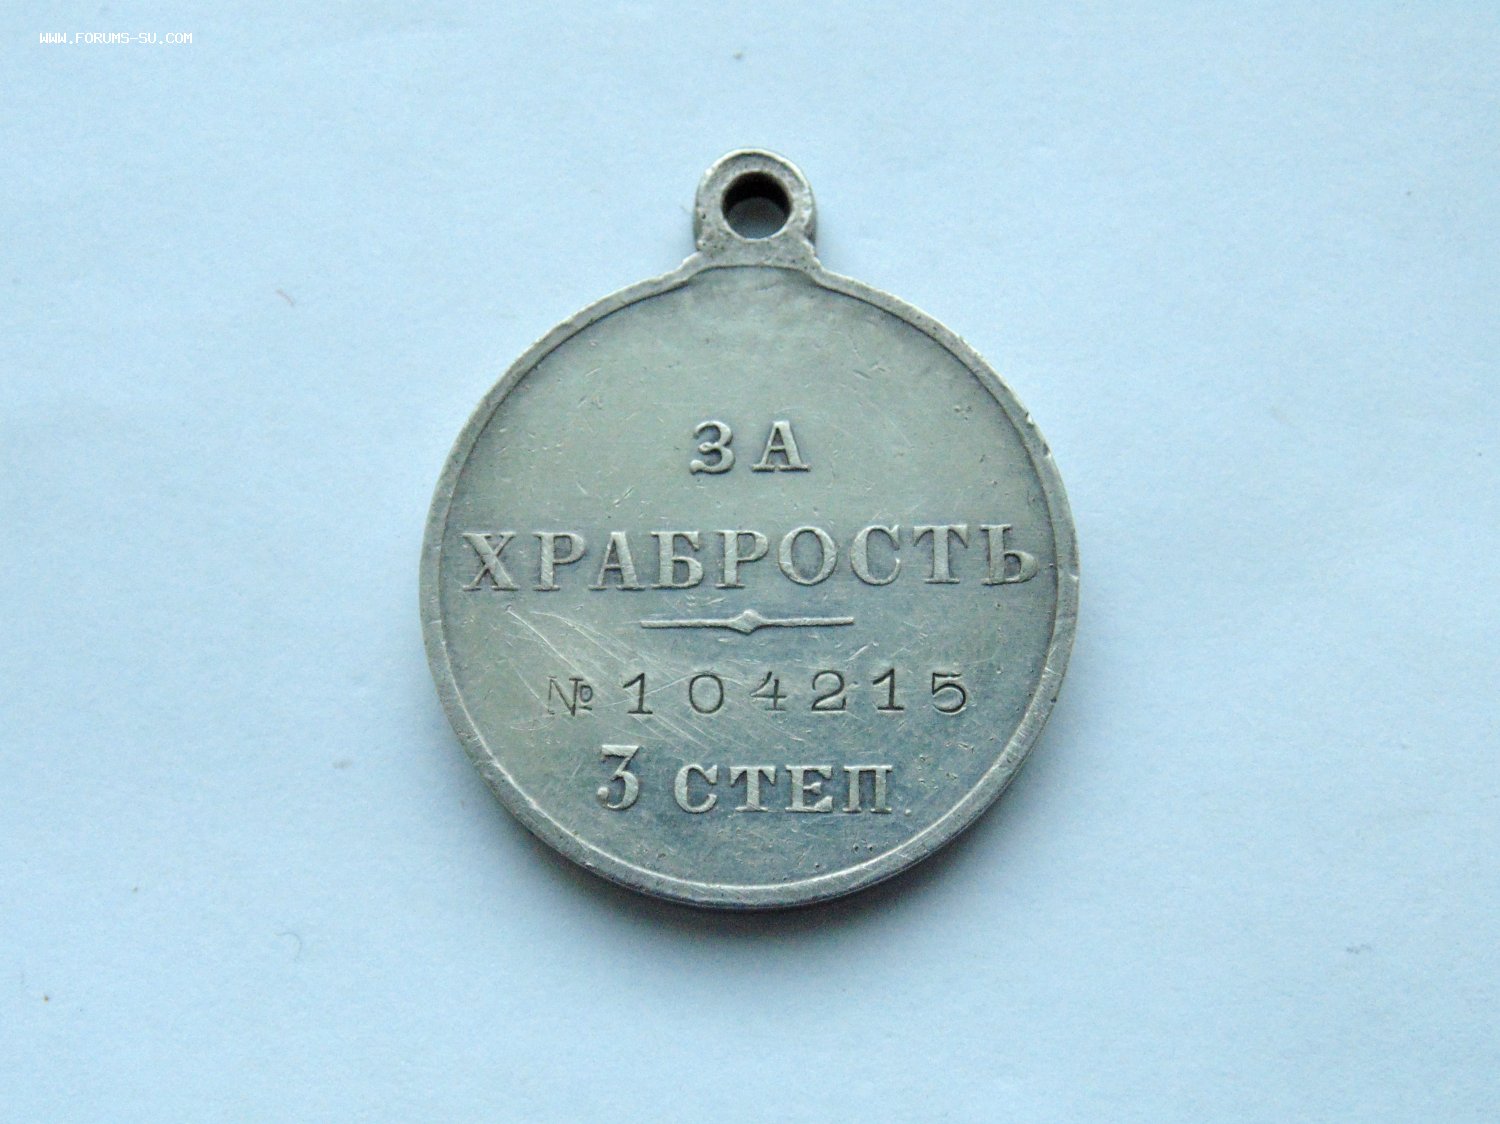 WWW.FORUMS-SU.COM
ЗА
ХРАБРОСТЬ
№ 104215
3 СТЕП.